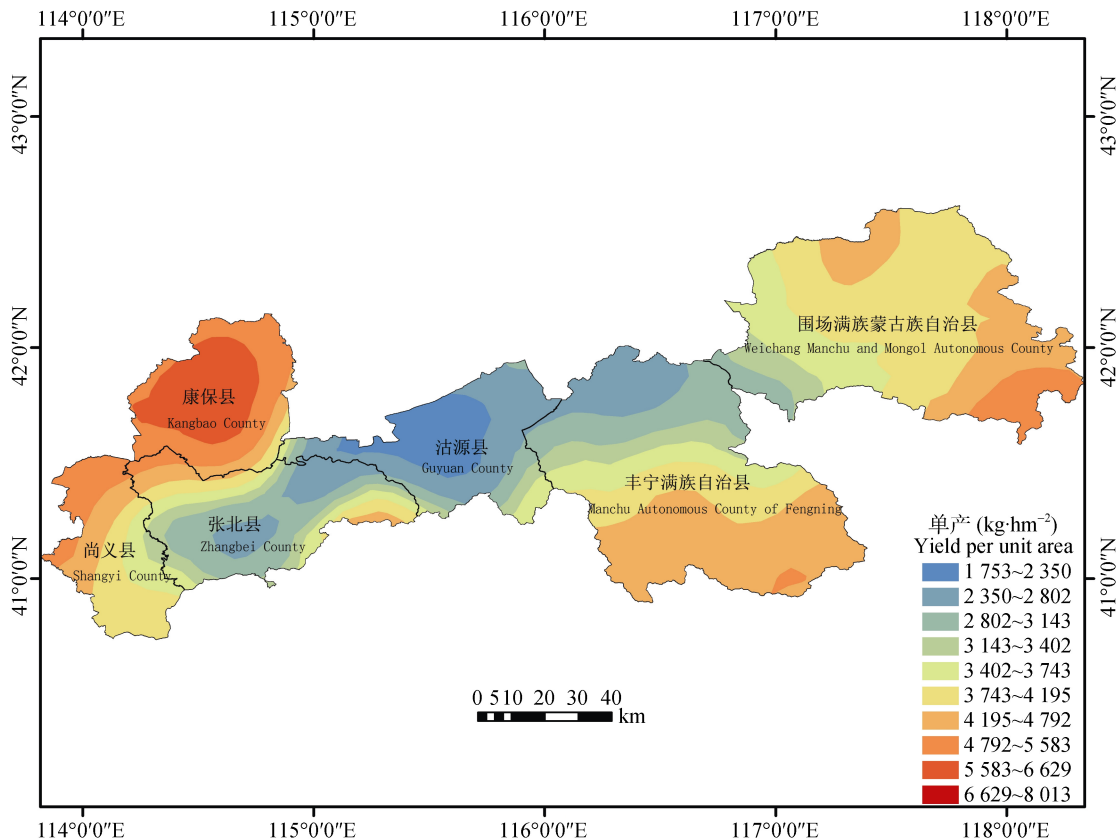 114°0′0″E 115°0′0″E 116°0′0″E 117°0′0″E 118°0′0″E
43°0′0″N
43°0′0″N
42°0′0″N
42°0′0″N
41°0′0″N
41°0′0″N
围场满族蒙古族自治县
Weichang Manchu and Mongol Autonomous County
康保县
Kangbao County
沽源县
Guyuan County
丰宁满族自治县
Manchu Autonomous County of Fengning
张北县
Zhangbei County
尚义县
Shangyi County
单产 (kg·hm⁻²)
Yield per unit area
1 753~2 350
2 350~2 802
2 802~3 143
3 143~3 402
3 402~3 743
3 743~4 195
4 195~4 792
4 792~5 583
5 583~6 629
6 629~8 013
0 5 10 20 30 40
km
114°0′0″E 115°0′0″E 116°0′0″E 117°0′0″E 118°0′0″E